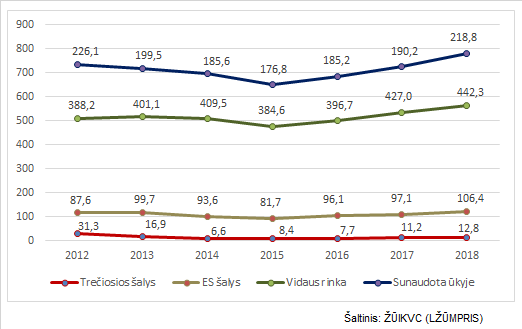 900
800
700
600
500
400
300
200
100
0
226,1 199,5 185,6 176,8 185,2 190,2 218,8
388,2 401,1 409,5 384,6 396,7 427,0 442,3
87,6 99,7 93,6 81,7 96,1 97,1 106,4
31,3 16,9 6,6 8,4 7,7 11,2 12,8
2012 2013 2014 2015 2016 2017 2018
Trečiosios šalys ES šalys Vidaus rinka Sunaudota ūkyje
Šaltinis: ŽŪIKVC (LŽŪMPRIS)